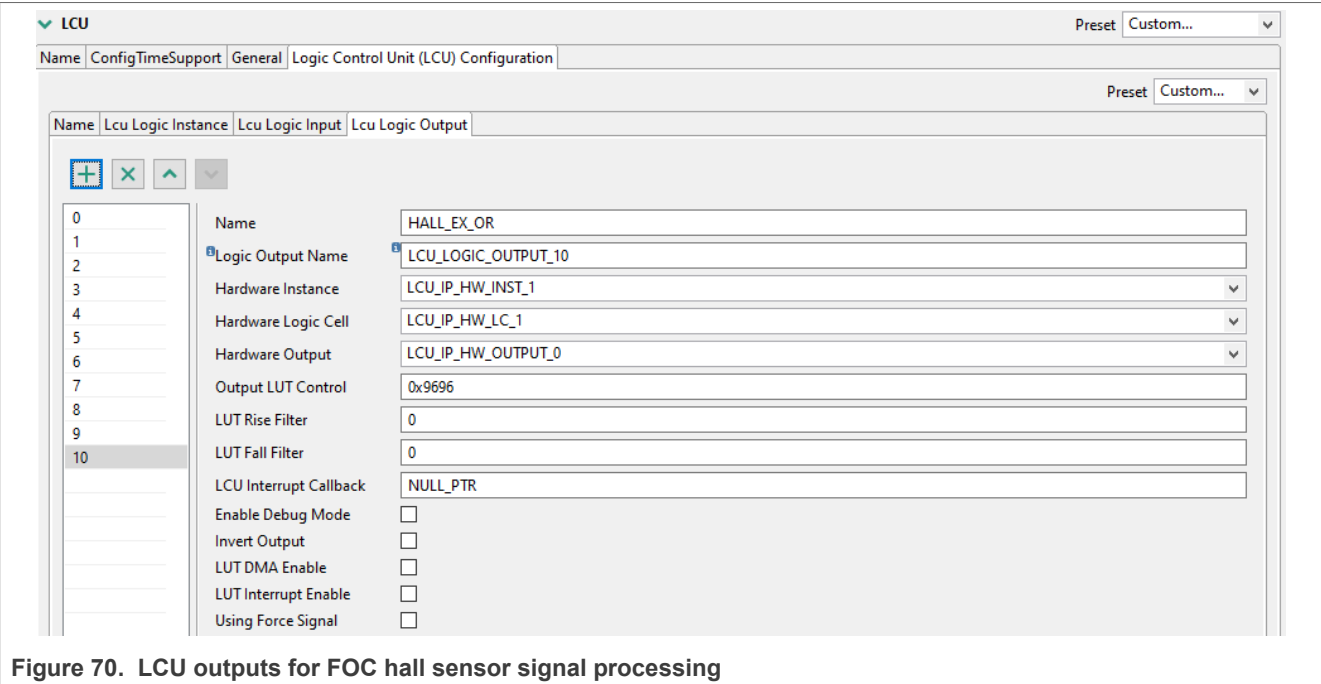 LCU
Preset Custom...
Name ConfigTimeSupport General Logic Control Unit (LCU) Configuration
Preset Custom...
Name Lcu Logic Instance Lcu Logic Input Lcu Logic Output
0
1
2
3
4
5
6
7
8
9
10
Name HALL_EX_OR
Logic Output Name LCU_LOGIC_OUTPUT_10
Hardware Instance LCU_IP_HW_INST_1
Hardware Logic Cell LCU_IP_HW_LC_1
Hardware Output LCU_IP_HW_OUTPUT_0
Output LUT Control 0x9696
LUT Rise Filter 0
LUT Fall Filter 0
LCU Interrupt Callback NULL_PTR
Enable Debug Mode
Invert Output
LUT DMA Enable
LUT Interrupt Enable
Using Force Signal
Figure 70. LCU outputs for FOC hall sensor signal processing